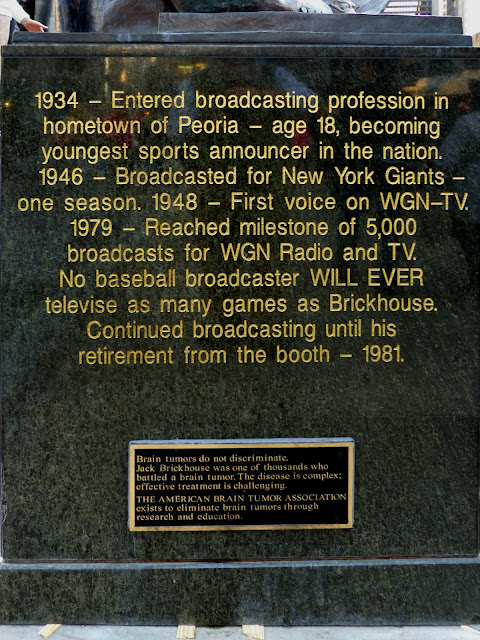 1934 – Entered broadcasting profession in
hometown of Peoria – age 18, becoming
youngest sports announcer in the nation.
1946 – Broadcasted for New York Giants –
one season. 1948 – First voice on WGN–TV.
1979 – Reached milestone of 5,000
broadcasts for WGN Radio and TV.
No baseball broadcaster WILL EVER
televise as many games as Brickhouse.
Continued broadcasting until his
retirement from the booth – 1981.
Brain tumors do not discriminate.
Jack Brickhouse was one of thousands who
battled a brain tumor. The disease is complex;
effective treatment is challenging.
THE AMERICAN BRAIN TUMOR ASSOCIATION
exists to eliminate brain tumors through
research and education.